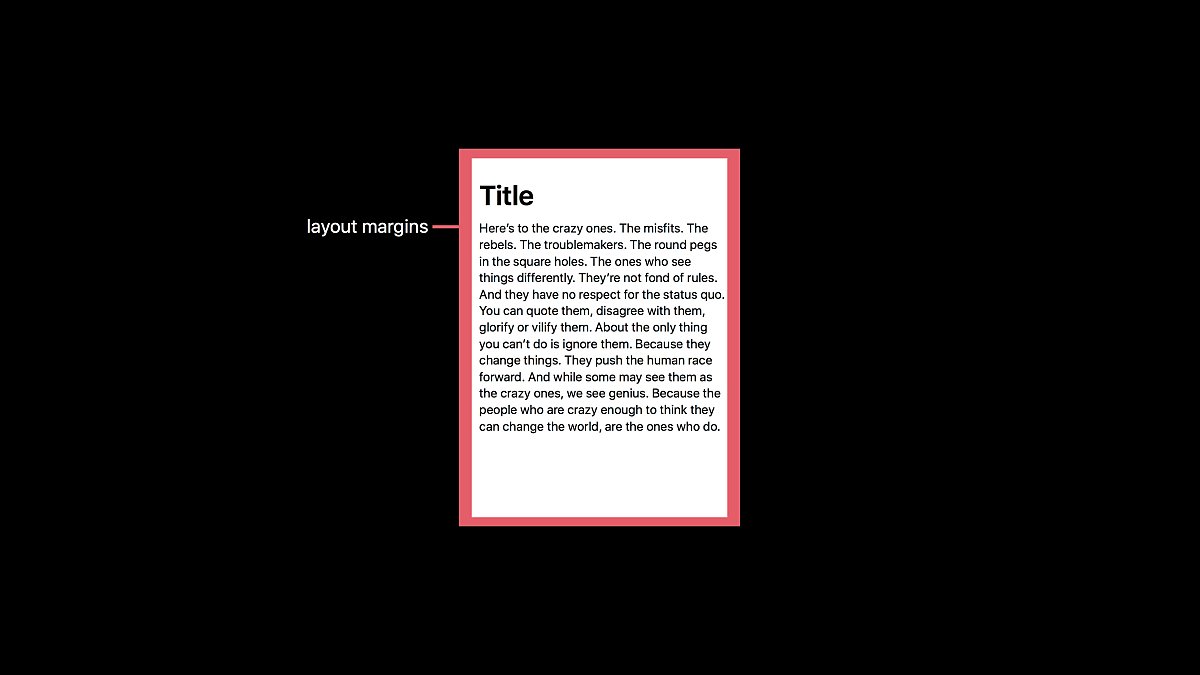 Title
layout margins
Here’s to the crazy ones. The misfits. The
rebels. The troublemakers. The round pegs
in the square holes. The ones who see
things differently. They’re not fond of rules.
And they have no respect for the status quo.
You can quote them, disagree with them,
glorify or vilify them. About the only thing
you can’t do is ignore them. Because they
change things. They push the human race
forward. And while some may see them as
the crazy ones, we see genius. Because the
people who are crazy enough to think they
can change the world, are the ones who do.